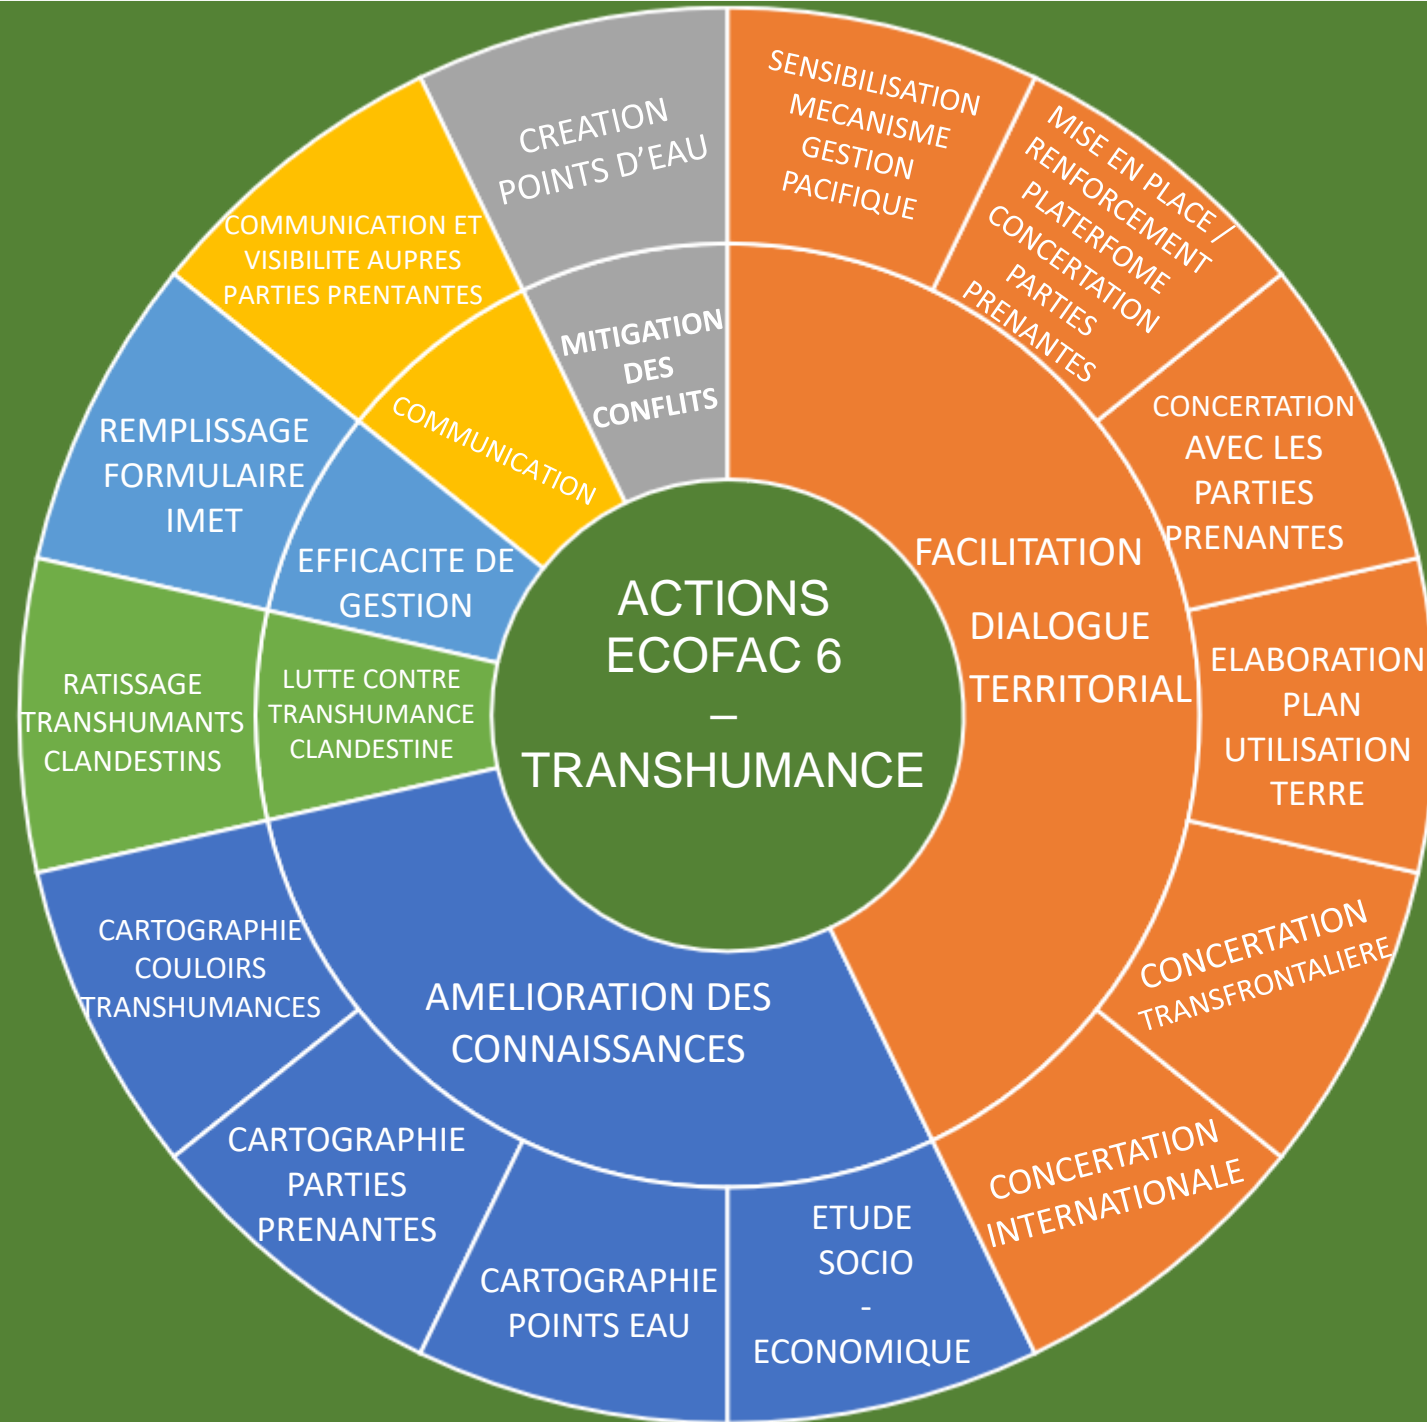 ACTIONS
ECOFAC 6
–
TRANSHUMANCE
FACILITATION
DIALOGUE
TERRITORIAL
SENSIBILISATION
MECANISME
GESTION
PACIFIQUE
MISE EN PLACE /
RENFORCEMENT
PLATERFOME
CONCERTATION
PARTIES
PRENANTES
CONCERTATION
AVEC LES
PARTIES
PRENANTES
ELABORATION
PLAN
UTILISATION
TERRE
CONCERTATION
TRANSFRONTALIERE
CONCERTATION
INTERNATIONALE
AMELIORATION DES
CONNAISSANCES
ETUDE
SOCIO
-
ECONOMIQUE
CARTOGRAPHIE
POINTS EAU
CARTOGRAPHIE
PARTIES
PRENANTES
CARTOGRAPHIE
COULOIRS
TRANSHUMANCES
LUTTE CONTRE
TRANSHUMANCE
CLANDESTINE
RATISSAGE
TRANSHUMANTS
CLANDESTINS
EFFICACITE DE
GESTION
REMPLISSAGE
FORMULAIRE
IMET
COMMUNICATION
COMMUNICATION ET
VISIBILITE AUPRES
PARTIES PRENTANTES
MITIGATION
DES
CONFLITS
CREATION
POINTS D’EAU